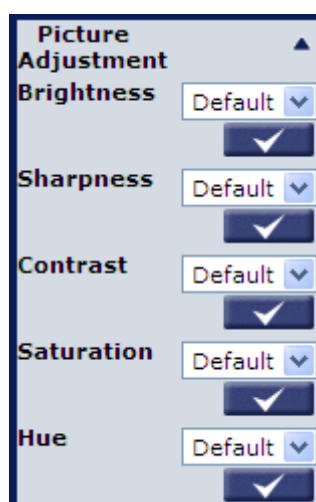 Picture
Adjustment
Brightness
Default
Sharpness
Default
Contrast
Default
Saturation
Default
Hue
Default